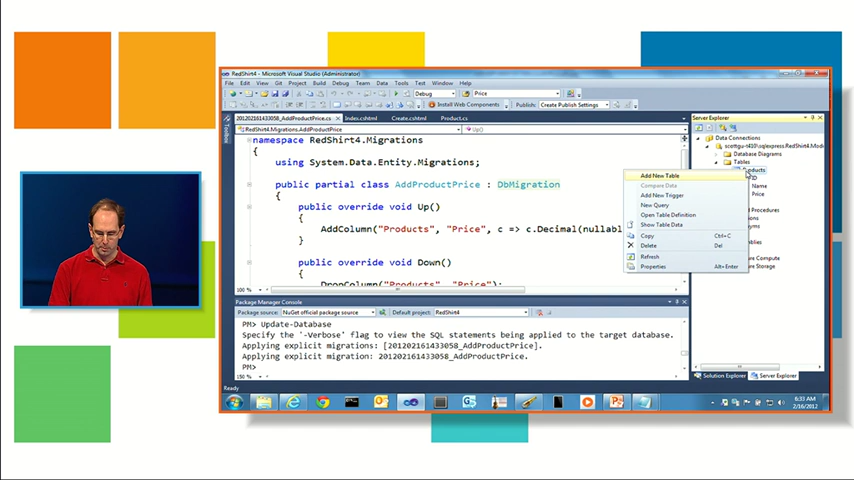 RedShirt4 - Microsoft Visual Studio (Administrator)
File Edit View Git Project Build Debug Team Data Tools Test Window Help
Debug Price
Install Web Components Publish: Create Publish Settings
201202161433058_AddProductPrice.cs Index.cshtml Create.cshtml Product.cs
RedShirt4.Migrations.AddProductPrice Up()
namespace RedShirt4.Migrations
{
using System.Data.Entity.Migrations;
public partial class AddProductPrice : DbMigration
{
public override void Up()
{
AddColumn("Products", "Price", c => c.Decimal(nullabl
}
public override void Down()
{
DropColumn("Products", "Price");
100 %
Toolbox
Server Explorer
Data Connections
Database Diagrams
Tables
Name
Price
Add New Table
Compare Data
Add New Trigger
New Query
Open Table Definition
Show Table Data
Copy Ctrl+C
Delete Del
Refresh
Properties Alt+Enter
Package Manager Console
Package source: NuGet official package source Default project: RedShirt4
PM> Update-Database
Specify the '-Verbose' flag to view the SQL statements being applied to the target database.
Applying explicit migrations: [201202161433058_AddProductPrice].
Applying explicit migration: 201202161433058_AddProductPrice.
PM>
150 %
Solution Explorer Server Explorer
Ready
6:33 AM
2/16/2012